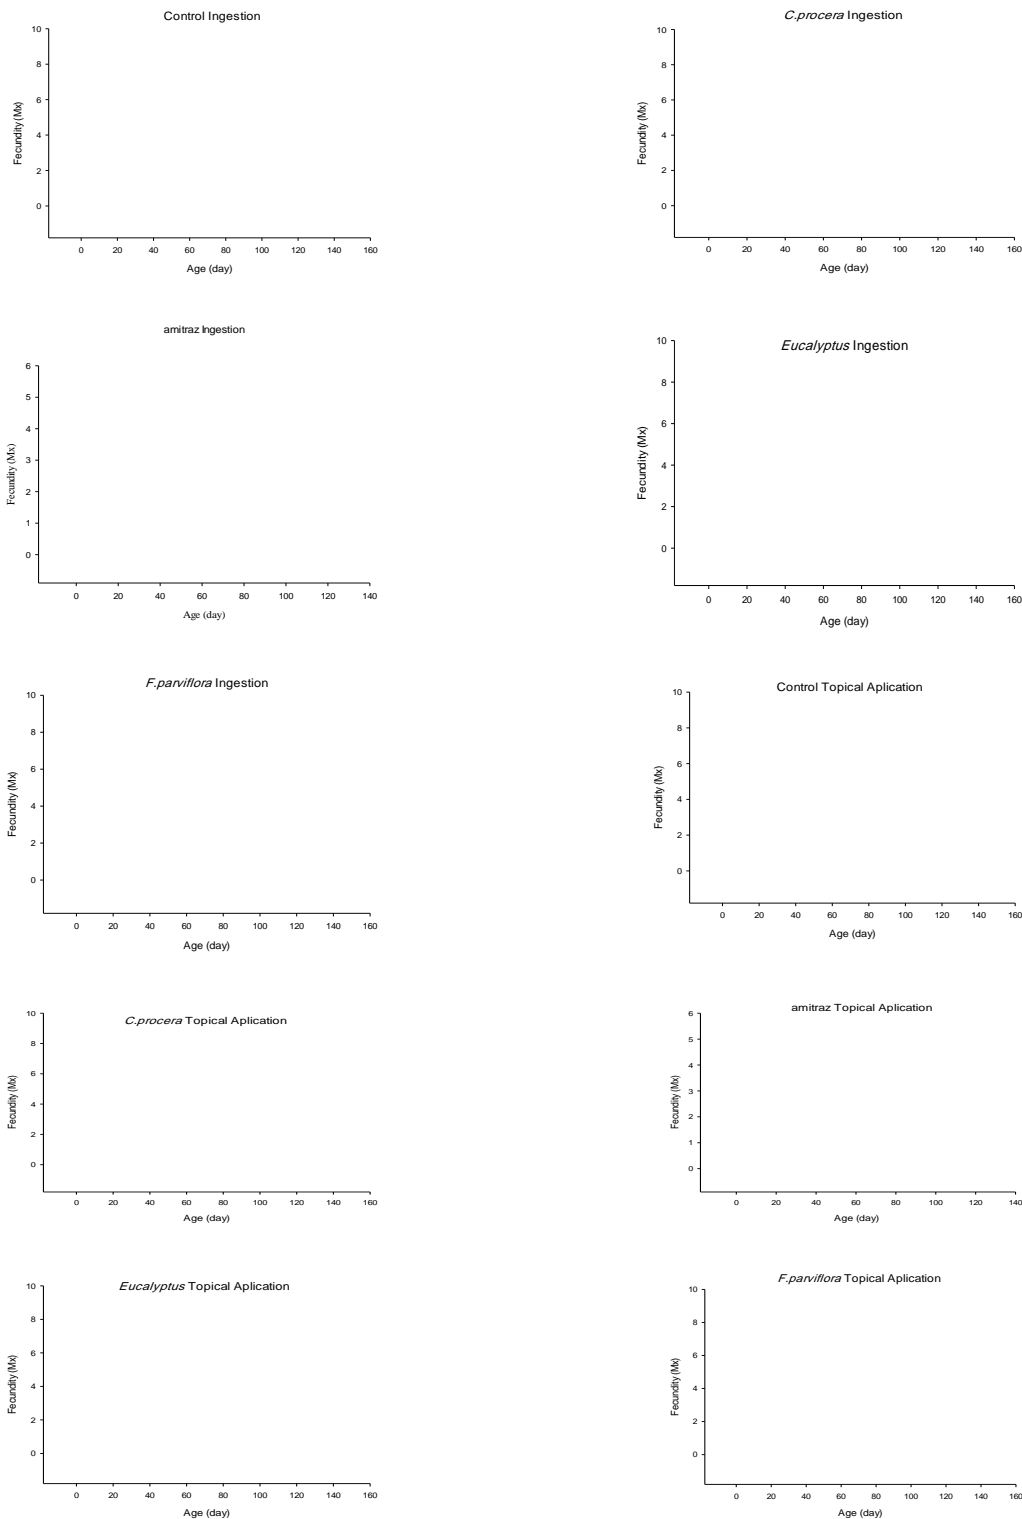 Control Ingestion
10
8
6
4
2
0
Fecundity (Mx)
0 20 40 60 80 100 120 140 160
Age (day)
C.procera Ingestion
10
8
6
4
2
0
Fecundity (Mx)
0 20 40 60 80 100 120 140 160
Age (day)
amitraz Ingestion
6
5
4
3
2
1
0
Fecundity (Mx)
0 20 40 60 80 100 120 140
Age (day)
Eucalyptus Ingestion
10
8
6
4
2
0
Fecundity (Mx)
0 20 40 60 80 100 120 140 160
Age (day)
F.parviflora Ingestion
10
8
6
4
2
0
Fecundity (Mx)
0 20 40 60 80 100 120 140 160
Age (day)
Control Topical Aplication
10
8
6
4
2
0
Fecundity (Mx)
0 20 40 60 80 100 120 140 160
Age (day)
C.procera Topical Aplication
10
8
6
4
2
0
Fecundity (Mx)
0 20 40 60 80 100 120 140 160
Age (day)
amitraz Topical Aplication
6
5
4
3
2
1
0
Fecundity (Mx)
0 20 40 60 80 100 120 140
Age (day)
Eucalyptus Topical Aplication
10
8
6
4
2
0
Fecundity (Mx)
0 20 40 60 80 100 120 140 160
Age (day)
F.parviflora Topical Aplication
10
8
6
4
2
0
Fecundity (Mx)
0 20 40 60 80 100 120 140 160
Age (day)